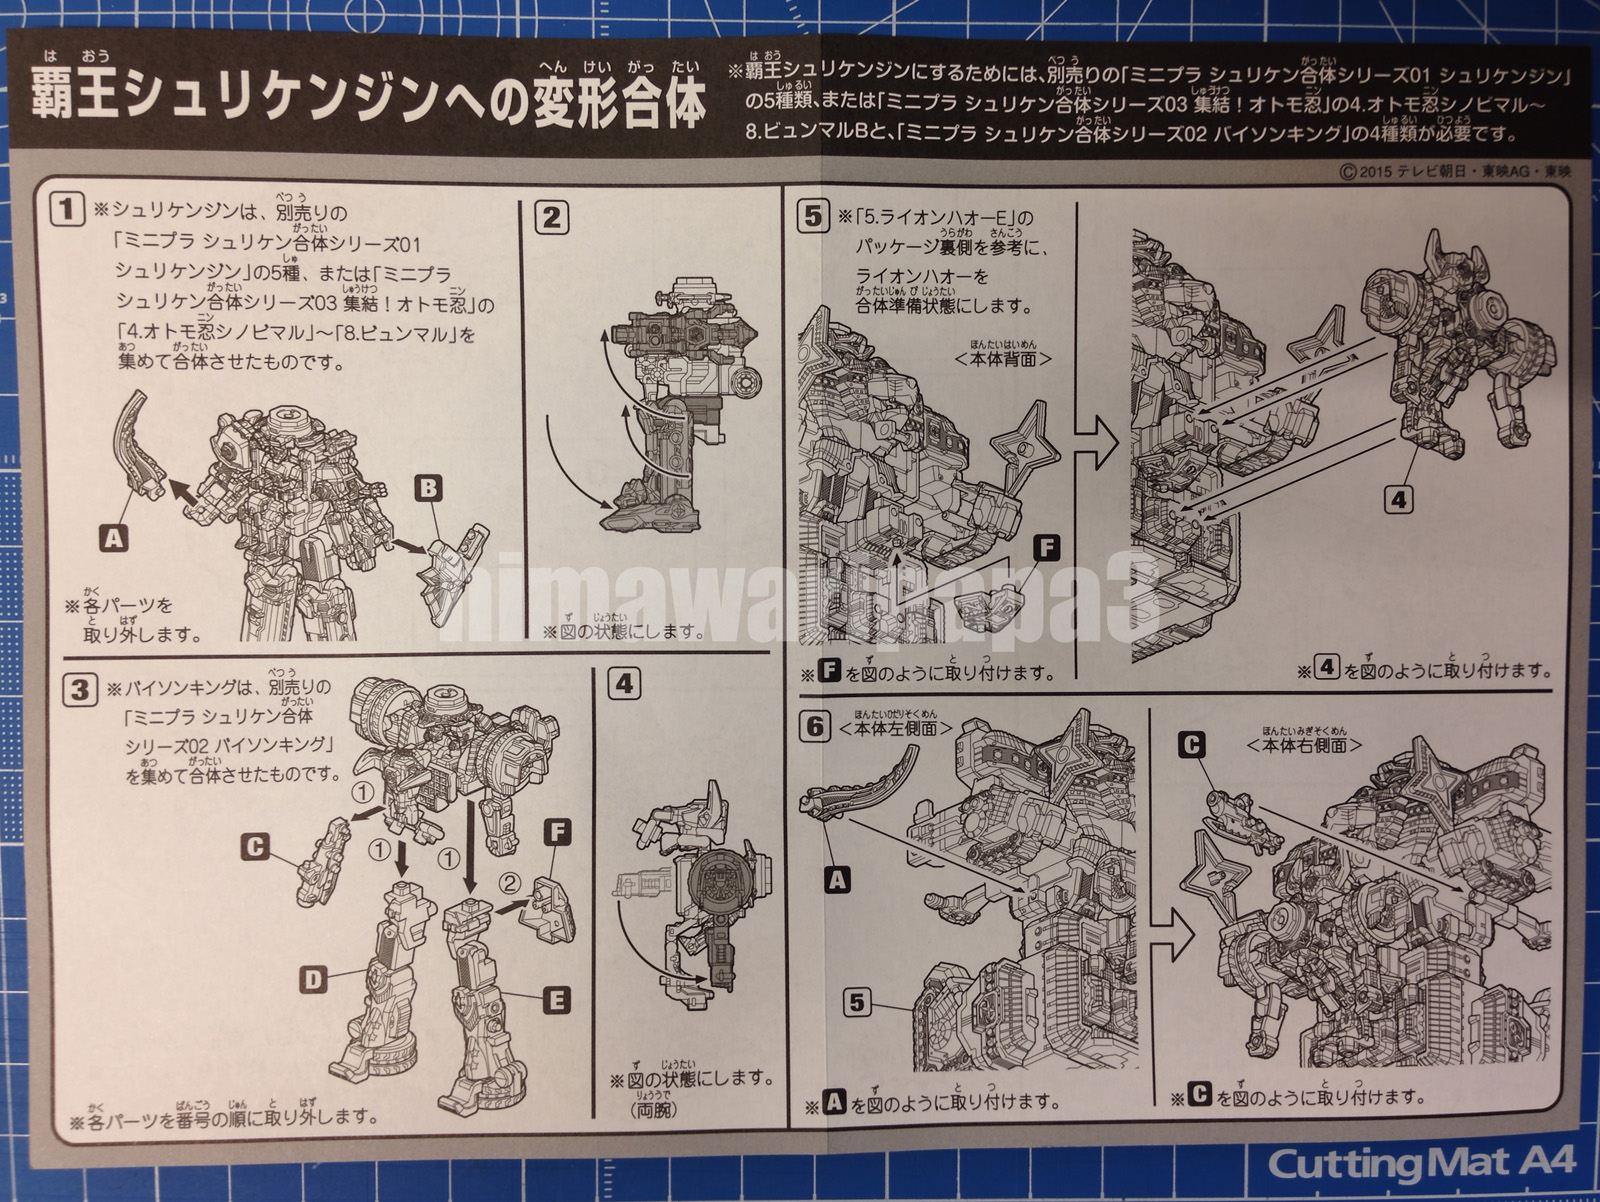 覇王シュリケンジンへの変形合体
※覇王シュリケンジンにするためには、別売りの「ミニプラ シュリケン合体シリーズ01 シュリケンジン」
の5種類、または「ミニプラ シュリケン合体シリーズ03 集結！オトモ忍」の4.オトモ忍シノビマル～
8.ビュンマルBと、「ミニプラ シュリケン合体シリーズ02 バイソンキング」の4種類が必要です。
©2015 テレビ朝日・東映AG・東映
1
※シュリケンジンは、別売りの
「ミニプラ シュリケン合体シリーズ01
シュリケンジン」の5種、または「ミニプラ
シュリケン合体シリーズ03 集結！オトモ忍」の
「4.オトモ忍シノビマル」～「8.ビュンマル」を
集めて合体させたものです。
A
B
※各パーツを
取り外します。
2
※図の状態にします。
3
※バイソンキングは、別売りの
「ミニプラ シュリケン合体
シリーズ02 バイソンキング」
を集めて合体させたものです。
①
①
①
②
C
D
E
F
※各パーツを番号の順に取り外します。
4
※図の状態にします。
(両腕)
5
※「5.ライオンハオーE」の
パッケージ裏側を参考に、
ライオンハオーを
合体準備状態にします。
<本体背面>
F
※Fを図のように取り付けます。
4
※4を図のように取り付けます。
6
<本体左側面>
A
5
※Aを図のように取り付けます。
C
<本体右側面>
※Cを図のように取り付けます。
himawaripapa3
Cutting Mat A4